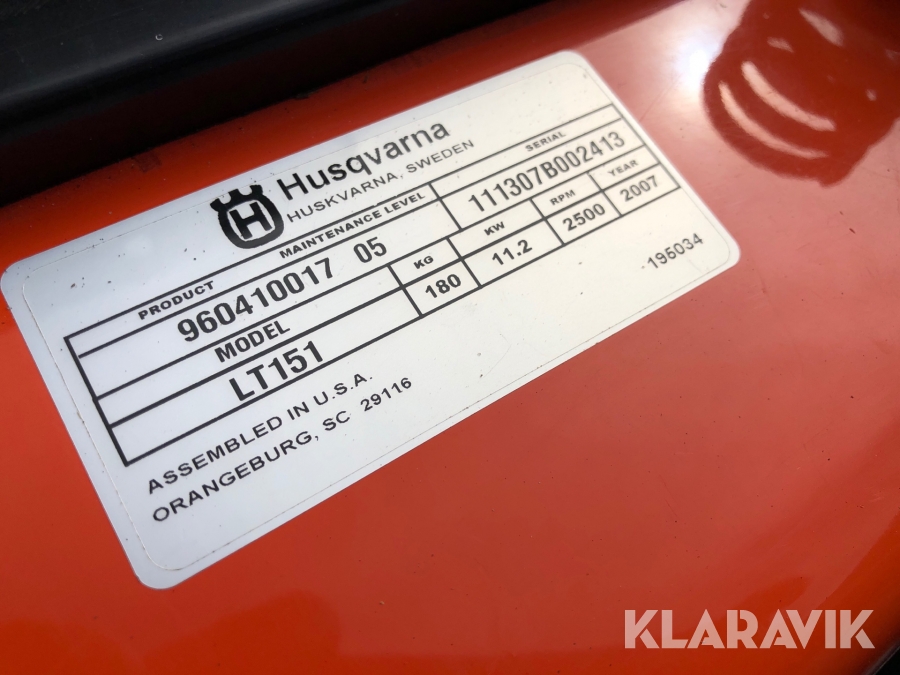 Husqvarna
HUSKVARNA, SWEDEN
PRODUCT MAINTENANCE LEVEL SERIAL
960410017 05 111307B002413
MODEL KG KW RPM YEAR
LT151 180 11.2 2500 2007
ASSEMBLED IN U.S.A.
ORANGEBURG, SC 29116
195034
KLARAVIK